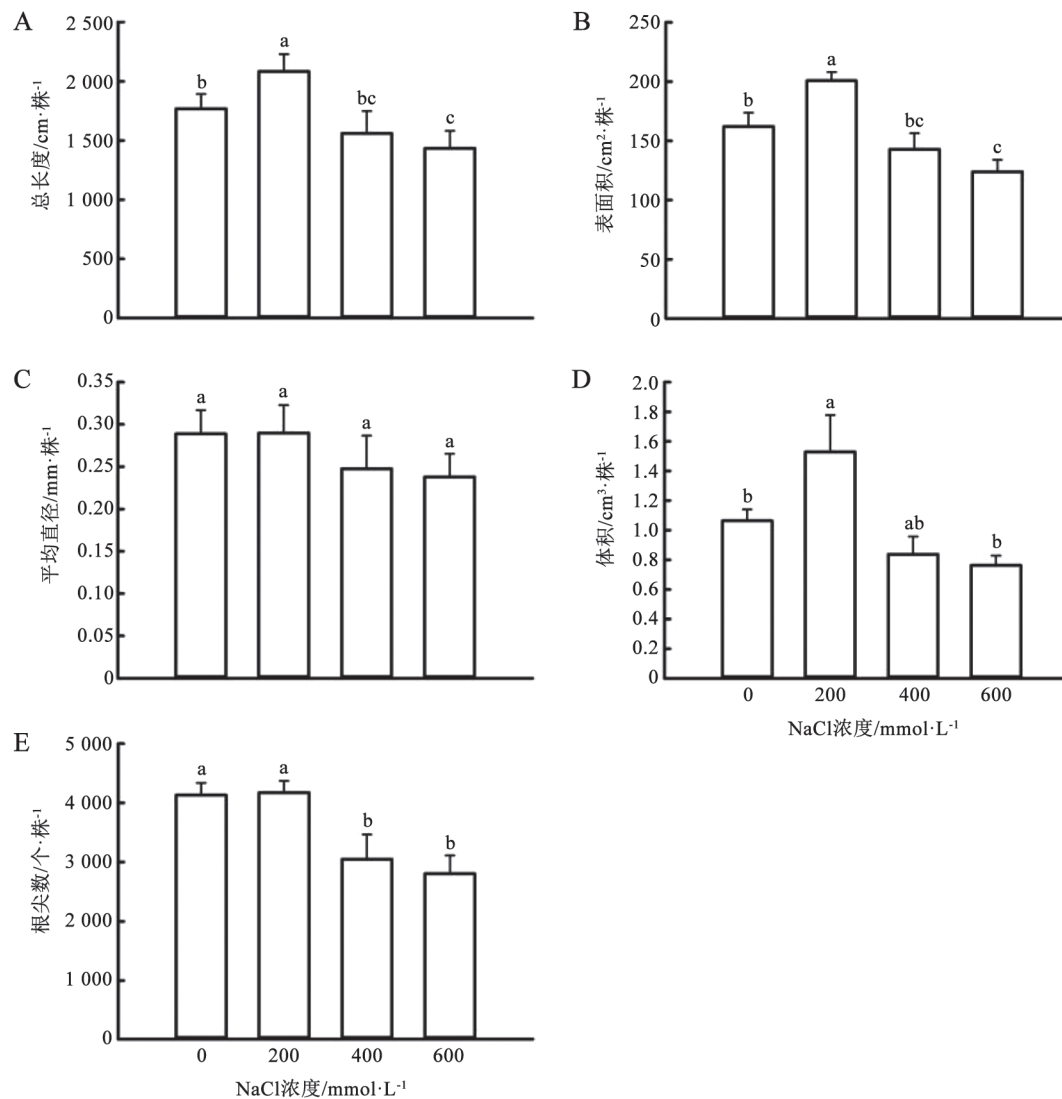 A
总长度/cm·株⁻¹
2 500
2 000
1 500
1 000
500
0
b
a
bc
c
B
表面积/cm²·株⁻¹
250
200
150
100
50
0
b
a
bc
c
C
平均直径/mm·株⁻¹
0.35
0.30
0.25
0.20
0.15
0.10
0.05
0
a
a
a
a
D
体积/cm³·株⁻¹
2.0
1.8
1.6
1.4
1.2
1.0
0.8
0.6
0.4
0.2
0
b
a
ab
b
0 200 400 600
NaCl浓度/mmol·L⁻¹
E
根尖数/个·株⁻¹
5 000
4 000
3 000
2 000
1 000
0
a
a
b
b
0 200 400 600
NaCl浓度/mmol·L⁻¹